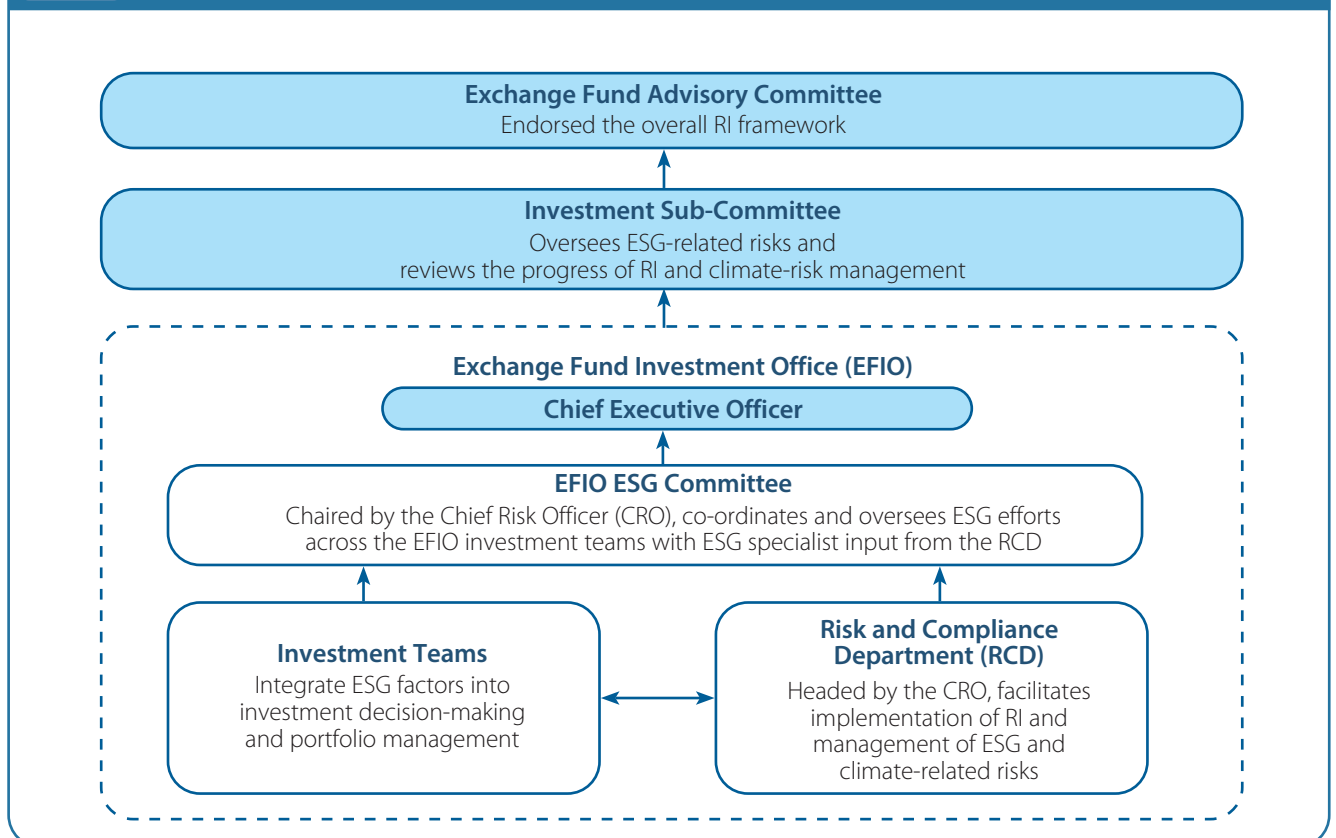 Exchange Fund Advisory Committee
Endorsed the overall RI framework
Investment Sub-Committee
Oversees ESG-related risks and
reviews the progress of RI and climate-risk management
Exchange Fund Investment Office (EFIO)
Chief Executive Officer
EFIO ESG Committee
Chaired by the Chief Risk Officer (CRO), co-ordinates and oversees ESG efforts
across the EFIO investment teams with ESG specialist input from the RCD
Investment Teams
Integrate ESG factors into
investment decision-making
and portfolio management
Risk and Compliance
Department (RCD)
Headed by the CRO, facilitates
implementation of RI and
management of ESG and
climate-related risks